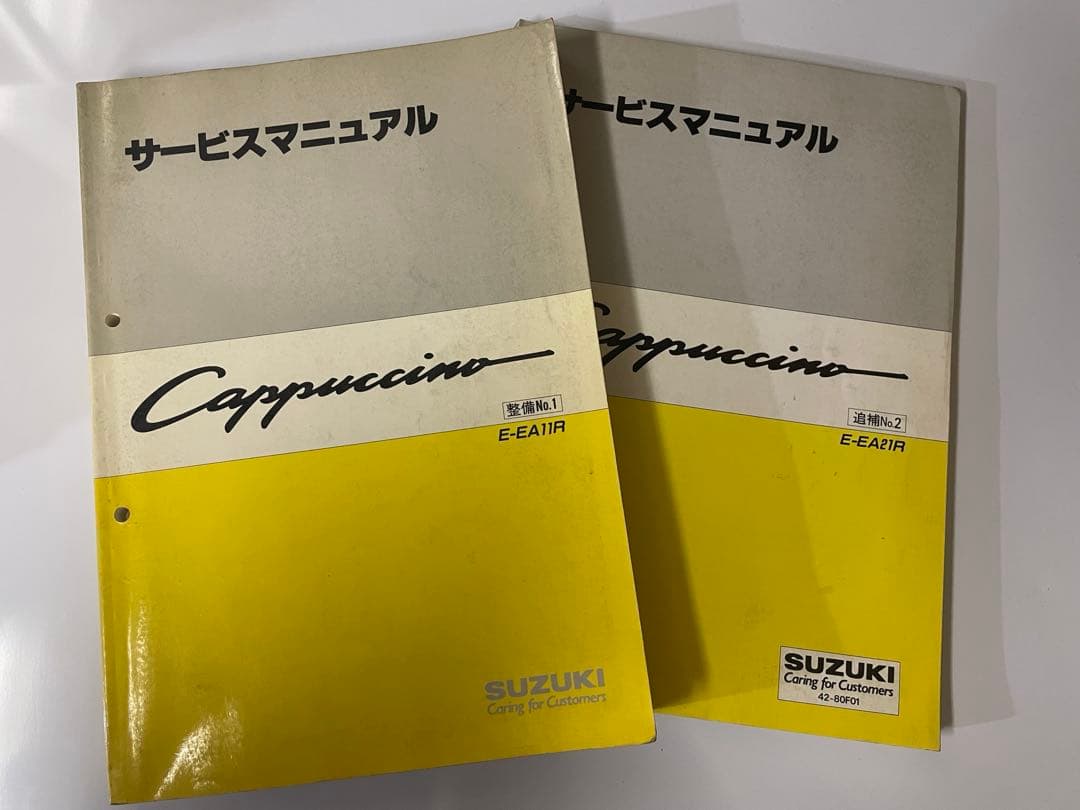 サービスマニュアル
Cappuccino
整備No.1
E-EA11R
SUZUKI
Caring for Customers
サービスマニュアル
Cappuccino
追補No.2
E-EA21R
SUZUKI
Caring for Customers
42-80F01